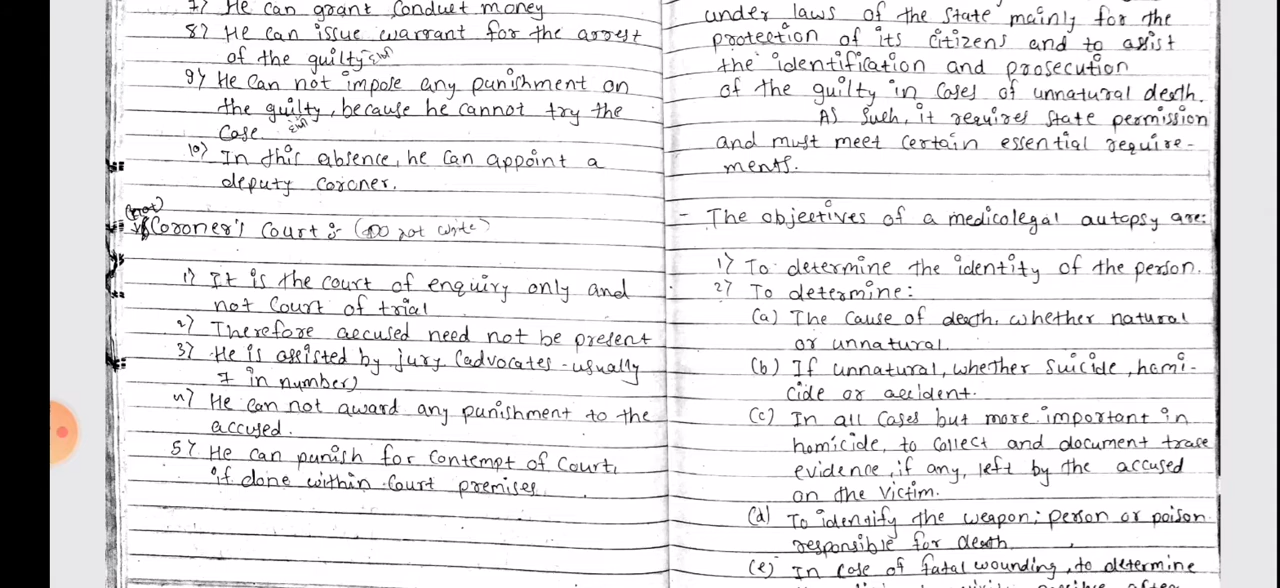 7) He can grant conduct money
8) He can issue warrant for the arrest
of the guilty
9) He can not impose any punishment on
the guilty, because he cannot try the
case
10) In this absence, he can appoint a
deputy coroner.
Coroner's Court :- (Do not write)
1) It is the court of enquiry only and
not court of trial
2) Therefore accused need not be present
3) He is assisted by jury (advocates - usually
7 in number)
4) He can not award any punishment to the
accused.
5) He can punish for contempt of court,
if done within court premises.
under laws of the state mainly for the
protection of its citizens and to assist
the identification and prosecution
of the guilty in cases of unnatural death.
As such, it requires state permission
and must meet certain essential require-
ments.
- The objectives of a medicolegal autopsy are:
1) To determine the identity of the person.
2) To determine:
(a) The cause of death, whether natural
or unnatural.
(b) If unnatural, whether suicide, homi-
cide or accident.
(c) In all cases but more important in
homicide, to collect and document trace
evidence, if any, left by the accused
on the victim.
(d) To identify the weapon; person or poison
responsible for death.
(e) In case of fatal wounding, to determine